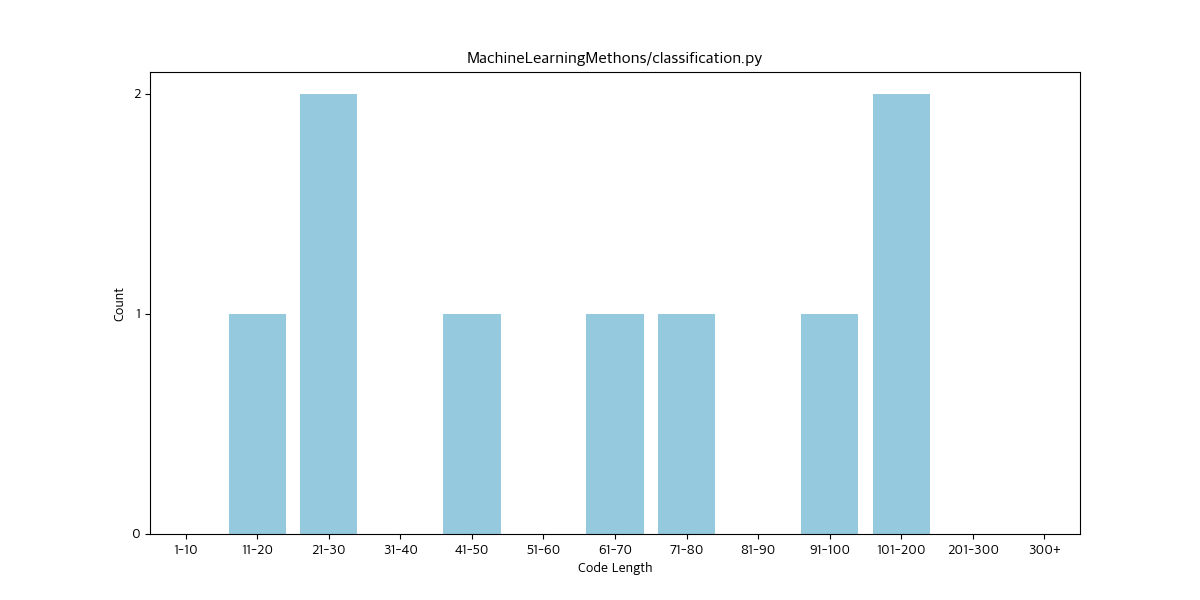 MachineLearningMethons/classification.py
2
1
0
Count
1-10 11-20 21-30 31-40 41-50 51-60 61-70 71-80 81-90 91-100 101-200 201-300 300+
Code Length